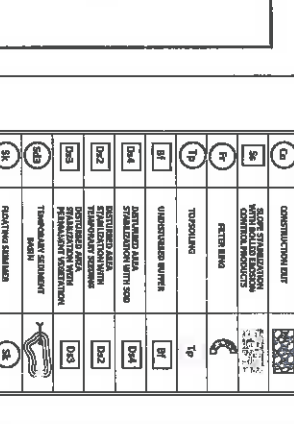 Co CONSTRUCTION EXIT
Ss SLOPE STABILIZATION
WITH ROLLED EROSION
CONTROL PRODUCTS
Fr FILTER RING
Tp TOPSOILING Tp
Bf UNDISTURBED BUFFER Bf
Ds4 DISTURBED AREA
STABILIZATION WITH SOD Ds4
Ds2 DISTURBED AREA
STABILIZATION WITH
TEMPORARY SEEDING Ds2
Ds3 DISTURBED AREA
STABILIZATION WITH
PERMANENT VEGETATION Ds3
Sd3 TEMPORARY SEDIMENT
BASIN
Sk FLOATING SKIMMER Sk